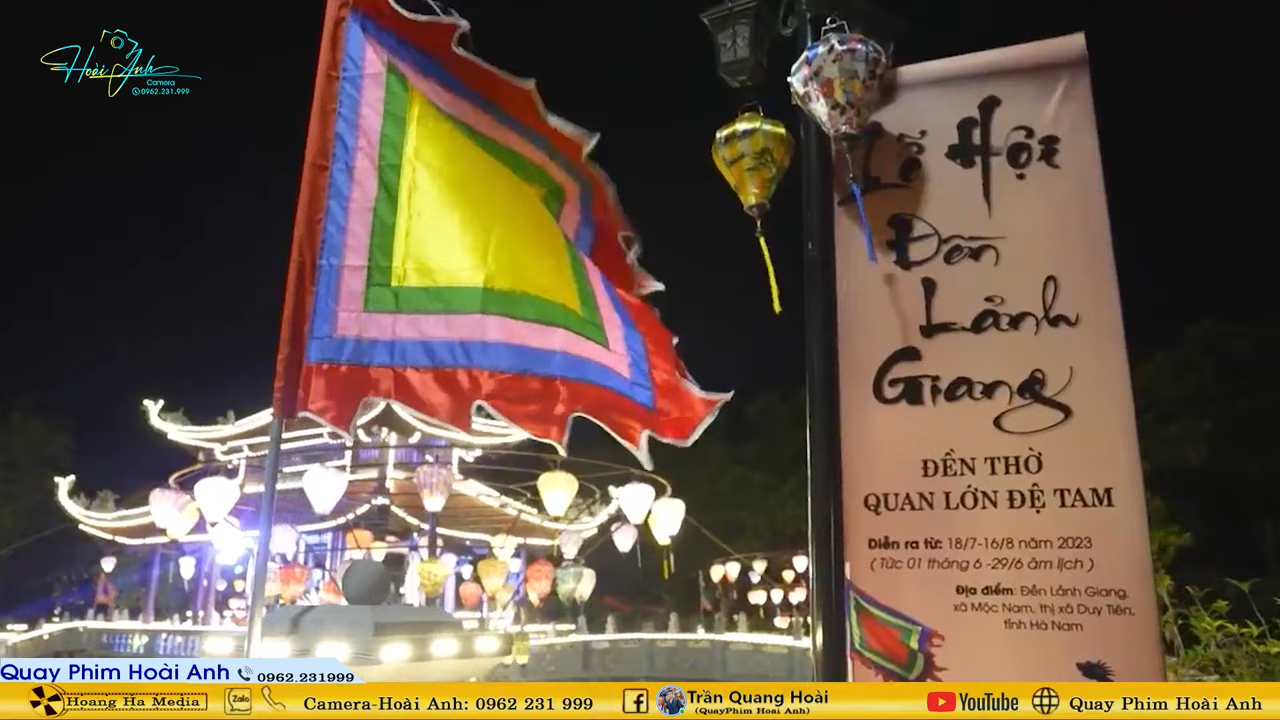 Hoài Anh
Camera
0962.231.999
Lễ Hội
Đền
Lảnh
Giang
ĐỀN THỜ
QUAN LỚN ĐỆ TAM
Diễn ra từ: 18/7-16/8 năm 2023
( Tức 01 tháng 6 -29/6 âm lịch )
Địa điểm: Đền Lảnh Giang,
xã Mộc Nam, thị xã Duy Tiên,
tỉnh Hà Nam
Quay Phim Hoài Anh 0962.231999
Hoang Ha Media Zalo Camera-Hoài Anh: 0962 231 999 Trần Quang Hoài YouTube Quay Phim Hoài Anh
(QuayPhim Hoai Anh)